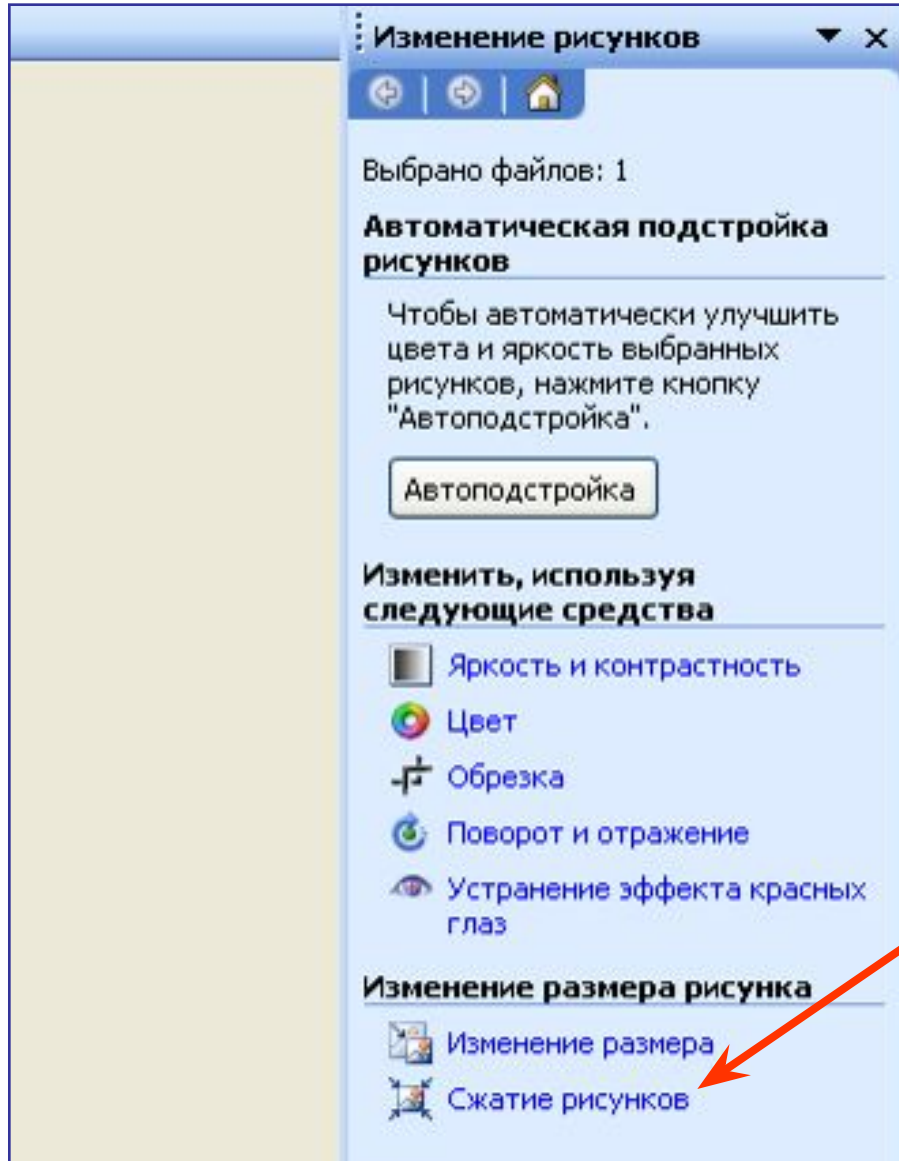 Изменение рисунков
Выбрано файлов: 1
Автоматическая подстройка
рисунков
Чтобы автоматически улучшить
цвета и яркость выбранных
рисунков, нажмите кнопку
"Автоподстройка".
Автоподстройка
Изменить, используя
следующие средства
Яркость и контрастность
Цвет
Обрезка
Поворот и отражение
Устранение эффекта красных
глаз
Изменение размера рисунка
Изменение размера
Сжатие рисунков